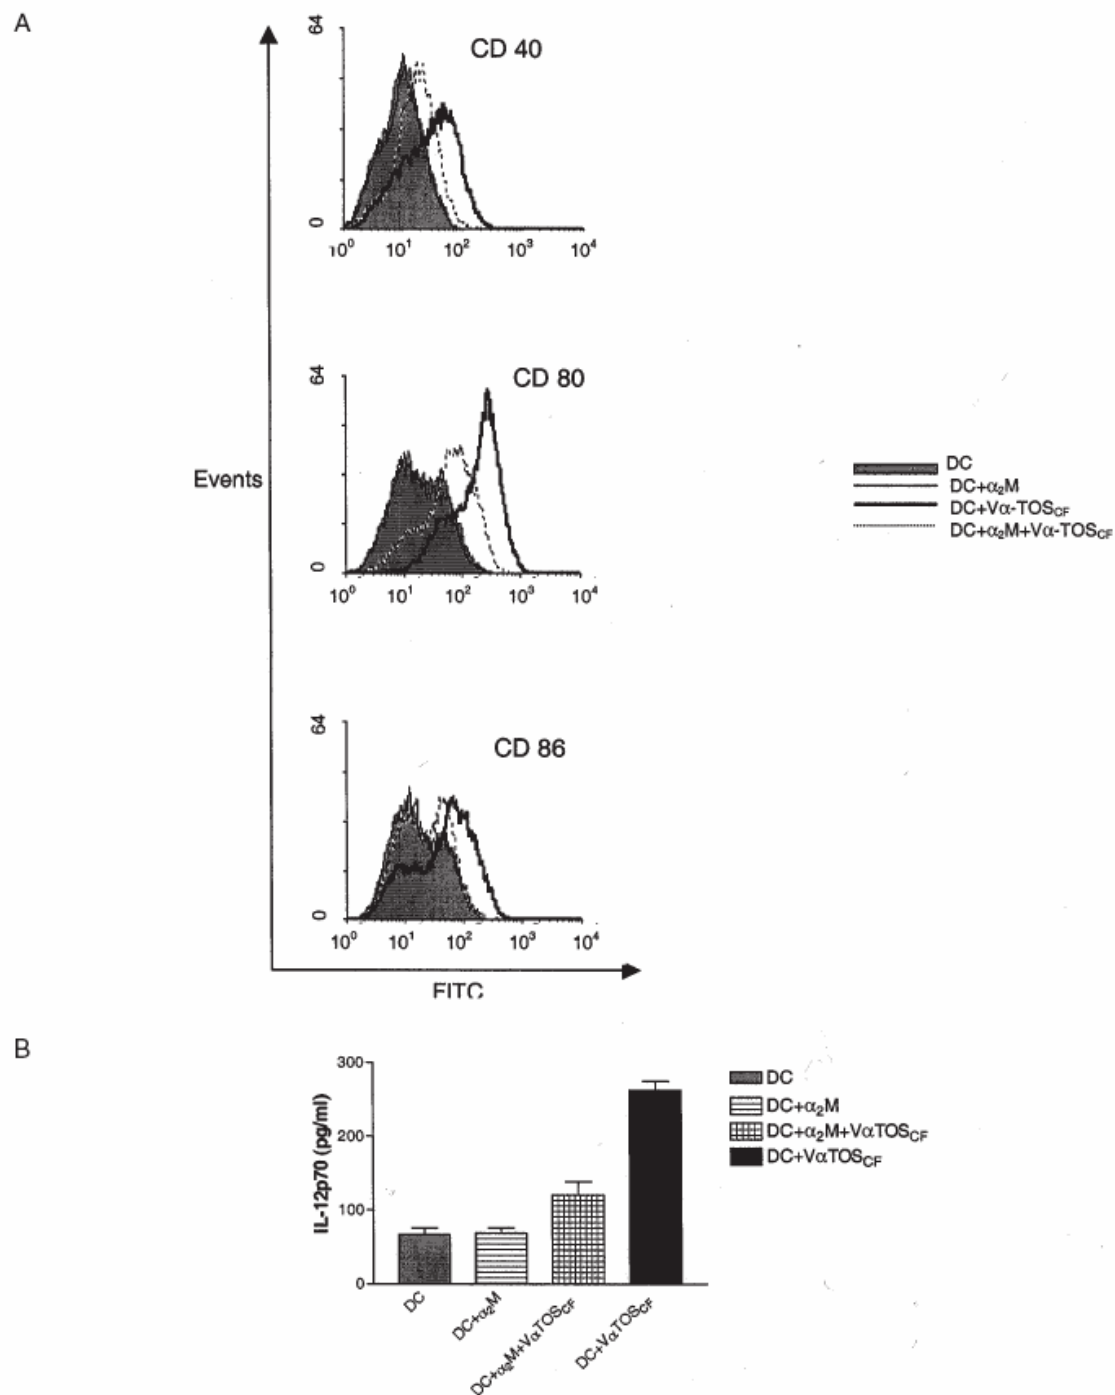 A
64
CD 40
0
10⁰ 10¹ 10² 10³ 10⁴
64
CD 80
Events
0
10⁰ 10¹ 10² 10³ 10⁴
DC
DC+α₂M
DC+Vα-TOS_CF
DC+α₂M+Vα-TOS_CF
64
CD 86
0
10⁰ 10¹ 10² 10³ 10⁴
FITC
B
IL-12p70 (pg/ml)
300
200
100
0
DC
DC+α₂M
DC+α₂M+VαTOS_CF
DC+VαTOS_CF
DC
DC+α₂M
DC+α₂M+VαTOS_CF
DC+VαTOS_CF